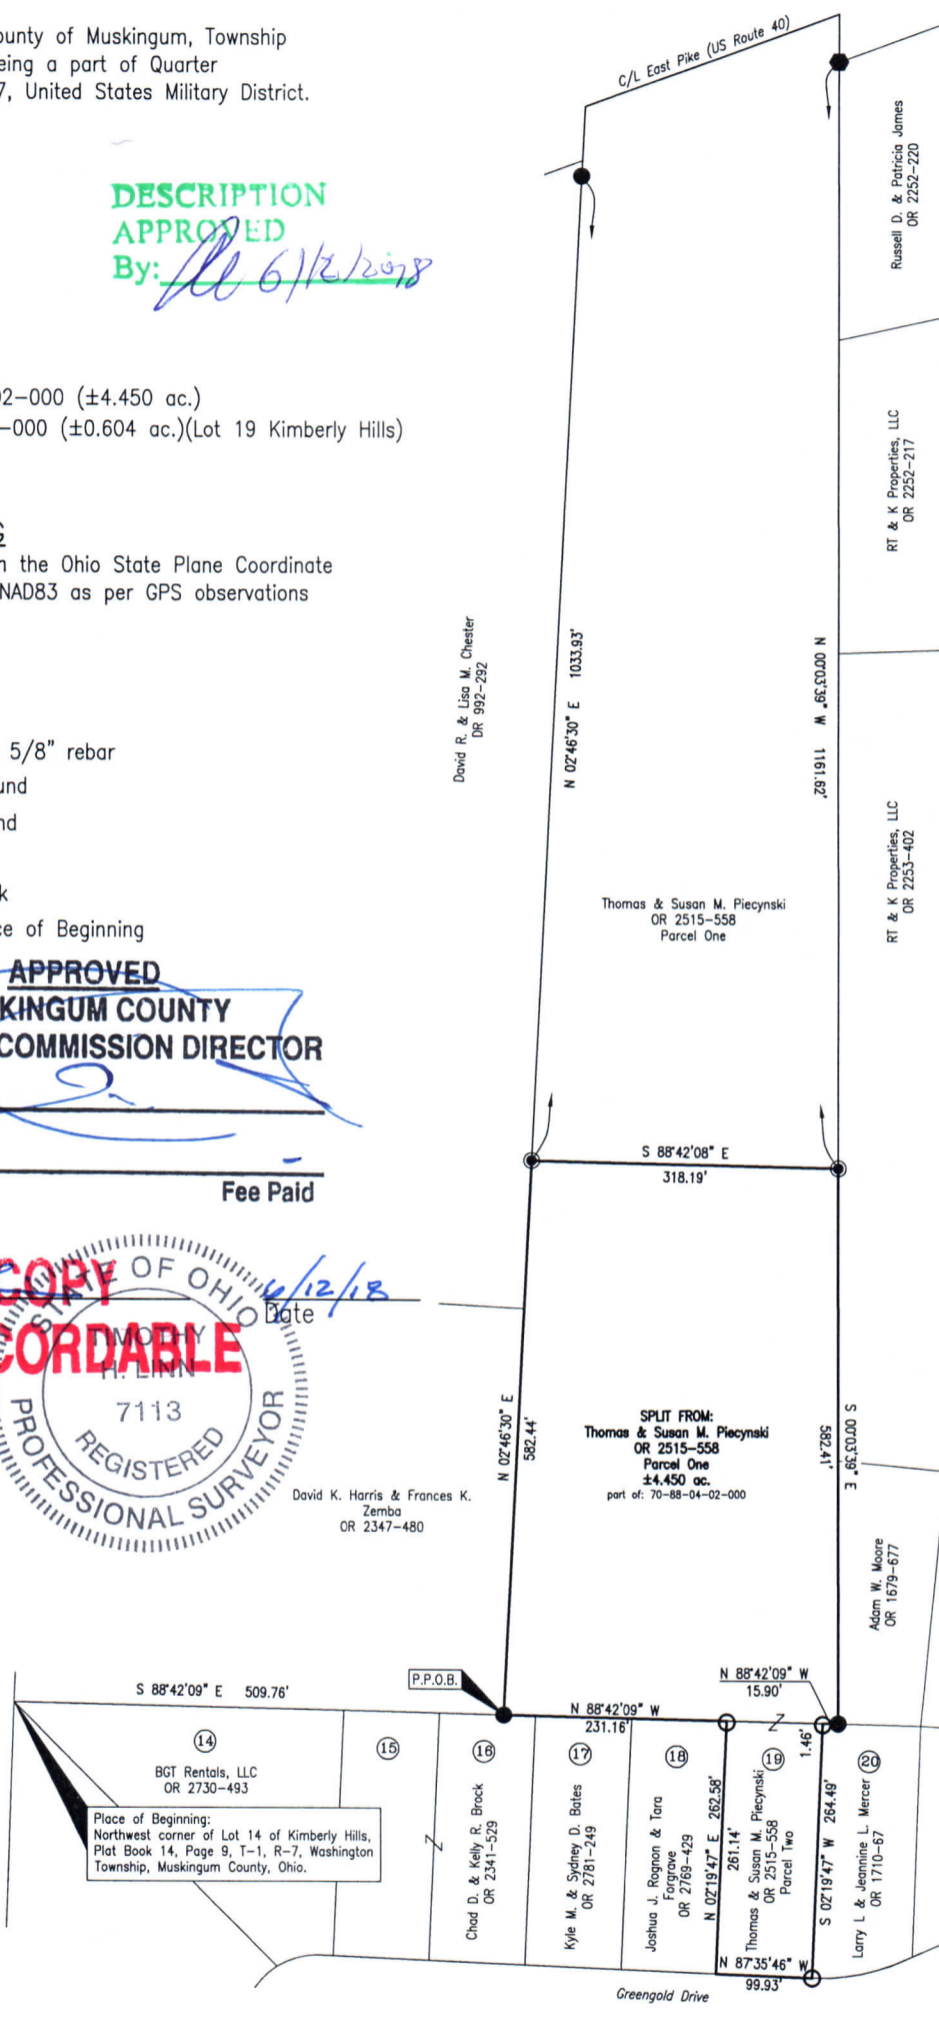 ounty of Muskingum, Township
eing a part of Quarter
7, United States Military District.
DESCRIPTION
APPROVED
By: 6/12/2018
02-000 (±4.450 ac.)
-000 (±0.604 ac.)(Lot 19 Kimberly Hills)
n the Ohio State Plane Coordinate
NAD83 as per GPS observations
5/8" rebar
und
nd
k
ce of Beginning
APPROVED
KINGUM COUNTY
COMMISSION DIRECTOR
Fee Paid
COPY
CORDABLE
STATE OF OHIO
TIMOTHY
H. LINN
7113
REGISTERED
PROFESSIONAL SURVEYOR
6/12/18
Date
C/L East Pike (US Route 40)
Russell D. & Patricia James
OR 2252-220
RT & K Properties, LLC
OR 2252-217
David R. & Lisa M. Chester
DR 992-292
N 02°46'30" E 1033.93'
N 00°03'39" W 1161.62'
RT & K Properties, LLC
OR 2253-402
Thomas & Susan M. Piecynski
OR 2515-558
Parcel One
S 88°42'08" E
318.19'
N 02°46'30" E
582.44'
SPLIT FROM:
Thomas & Susan M. Piecynski
OR 2515-558
Parcel One
±4.450 ac.
part of: 70-88-04-02-000
S 00°03'39" E
582.41'
David K. Harris & Frances K.
Zemba
OR 2347-480
Adam W. Moore
OR 1679-677
P.P.O.B.
S 88°42'09" E 509.76'
N 88°42'09" W
231.16'
N 88°42'09" W
15.90'
Z
1.46'
14
BGT Rentals, LLC
OR 2730-493
15
16
Chad D. & Kelly R. Brock
OR 2341-529
17
Kyle M. & Sydney D. Bates
OR 2781-249
18
Joshua J. Rognon & Tara
Forgrave
OR 2769-429
N 02°19'47" E 262.58'
261.14'
19
Thomas & Susan M. Piecynski
OR 2515-558
Parcel Two
S 02°19'47" W 264.49'
20
Larry L & Jeannine L. Mercer
OR 1710-67
Z
Place of Beginning:
Northwest corner of Lot 14 of Kimberly Hills,
Plat Book 14, Page 9, T-1, R-7, Washington
Township, Muskingum County, Ohio.
N 87°35'46" W
99.93'
Greengold Drive